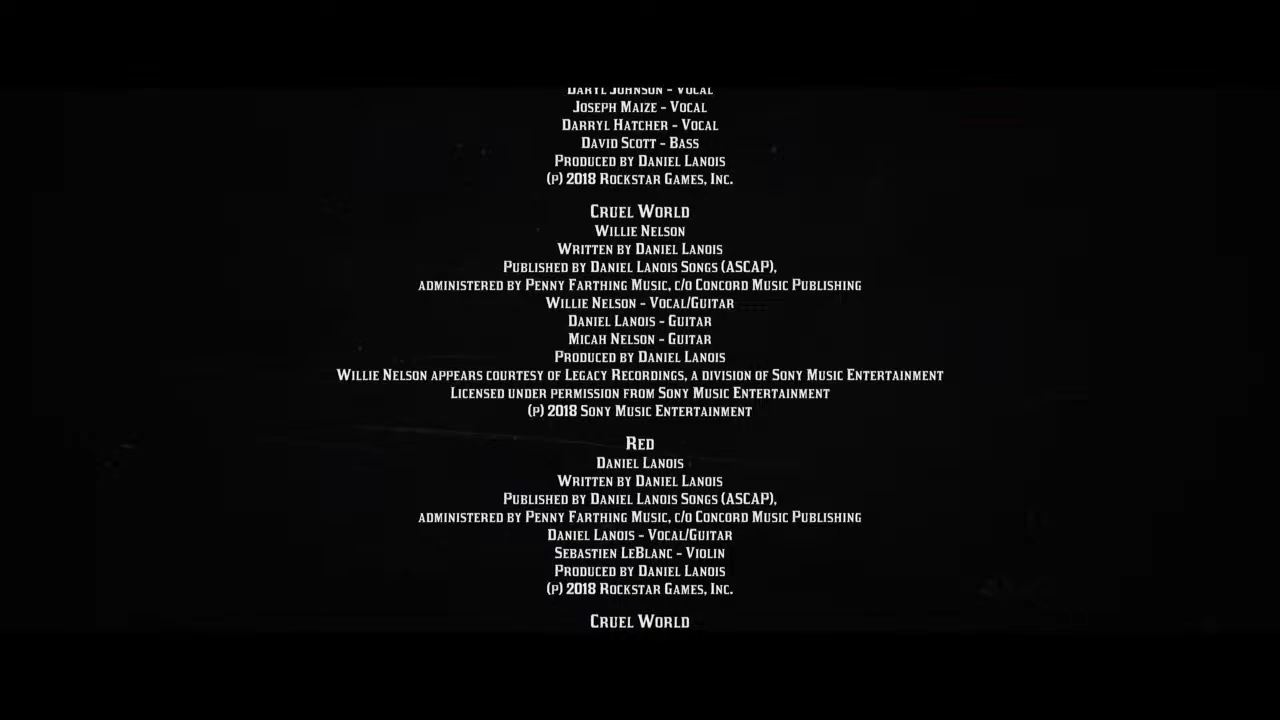 Daryl Johnson - Vocal
Joseph Maize - Vocal
Darryl Hatcher - Vocal
David Scott - Bass
Produced by Daniel Lanois
(P) 2018 Rockstar Games, Inc.
Cruel World
Willie Nelson
Written by Daniel Lanois
Published by Daniel Lanois Songs (ASCAP),
administered by Penny Farthing Music, c/o Concord Music Publishing
Willie Nelson - Vocal/Guitar
Daniel Lanois - Guitar
Micah Nelson - Guitar
Produced by Daniel Lanois
Willie Nelson appears courtesy of Legacy Recordings, a division of Sony Music Entertainment
Licensed under permission from Sony Music Entertainment
(P) 2018 Sony Music Entertainment
Red
Daniel Lanois
Written by Daniel Lanois
Published by Daniel Lanois Songs (ASCAP),
administered by Penny Farthing Music, c/o Concord Music Publishing
Daniel Lanois - Vocal/Guitar
Sebastien LeBlanc - Violin
Produced by Daniel Lanois
(P) 2018 Rockstar Games, Inc.
Cruel World